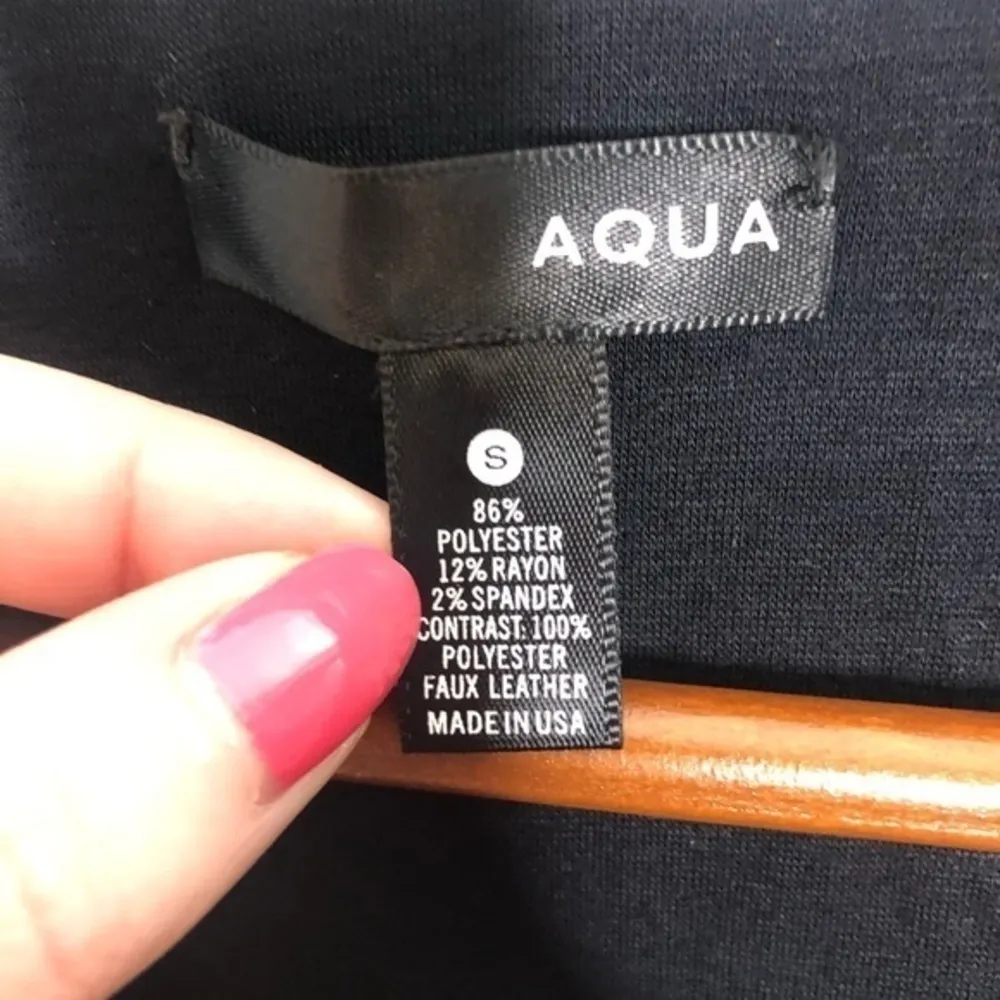 AQUA
S
86%
POLYESTER
12% RAYON
2% SPANDEX
CONTRAST: 100%
POLYESTER
FAUX LEATHER
MADE IN USA